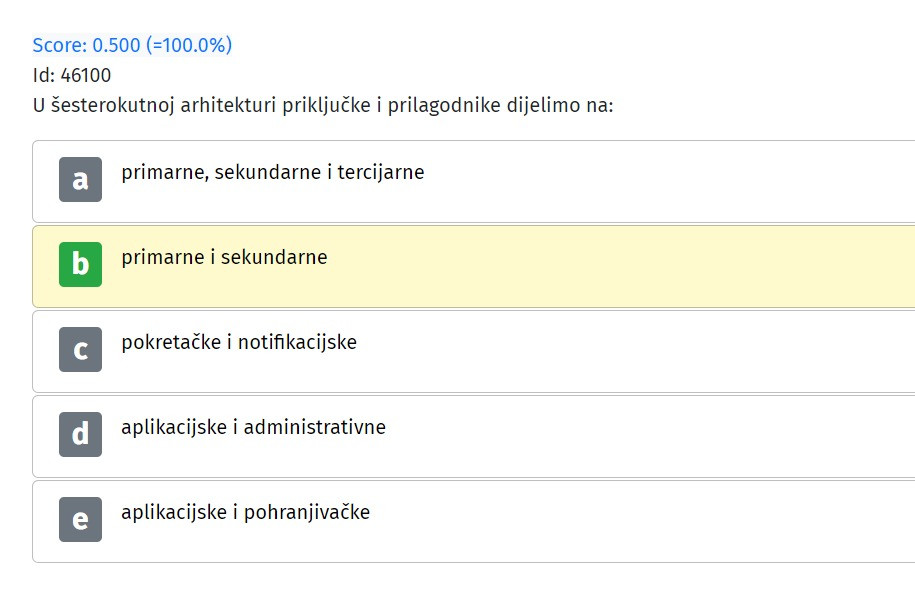 Score: 0.500 (=100.0%)
Id: 46100
U šesterokutnoj arhitekturi priključke i prilagodnike dijelimo na:
a primarne, sekundarne i tercijarne
b primarne i sekundarne
c pokretačke i notifikacijske
d aplikacijske i administrativne
e aplikacijske i pohranjivačke